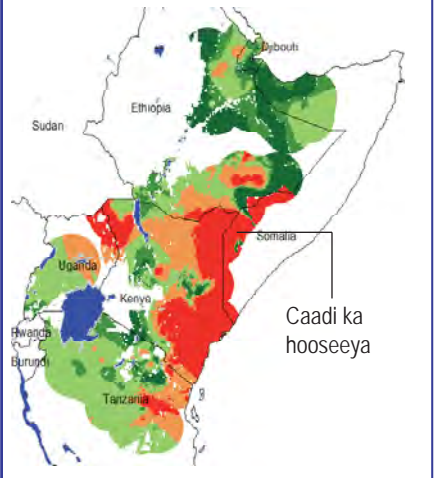 Djibouti
Ethiopia
Sudan
Somalia
Uganda
Kenya
Caadi ka
hooseeya
Rwanda
Burundi
Tanzania